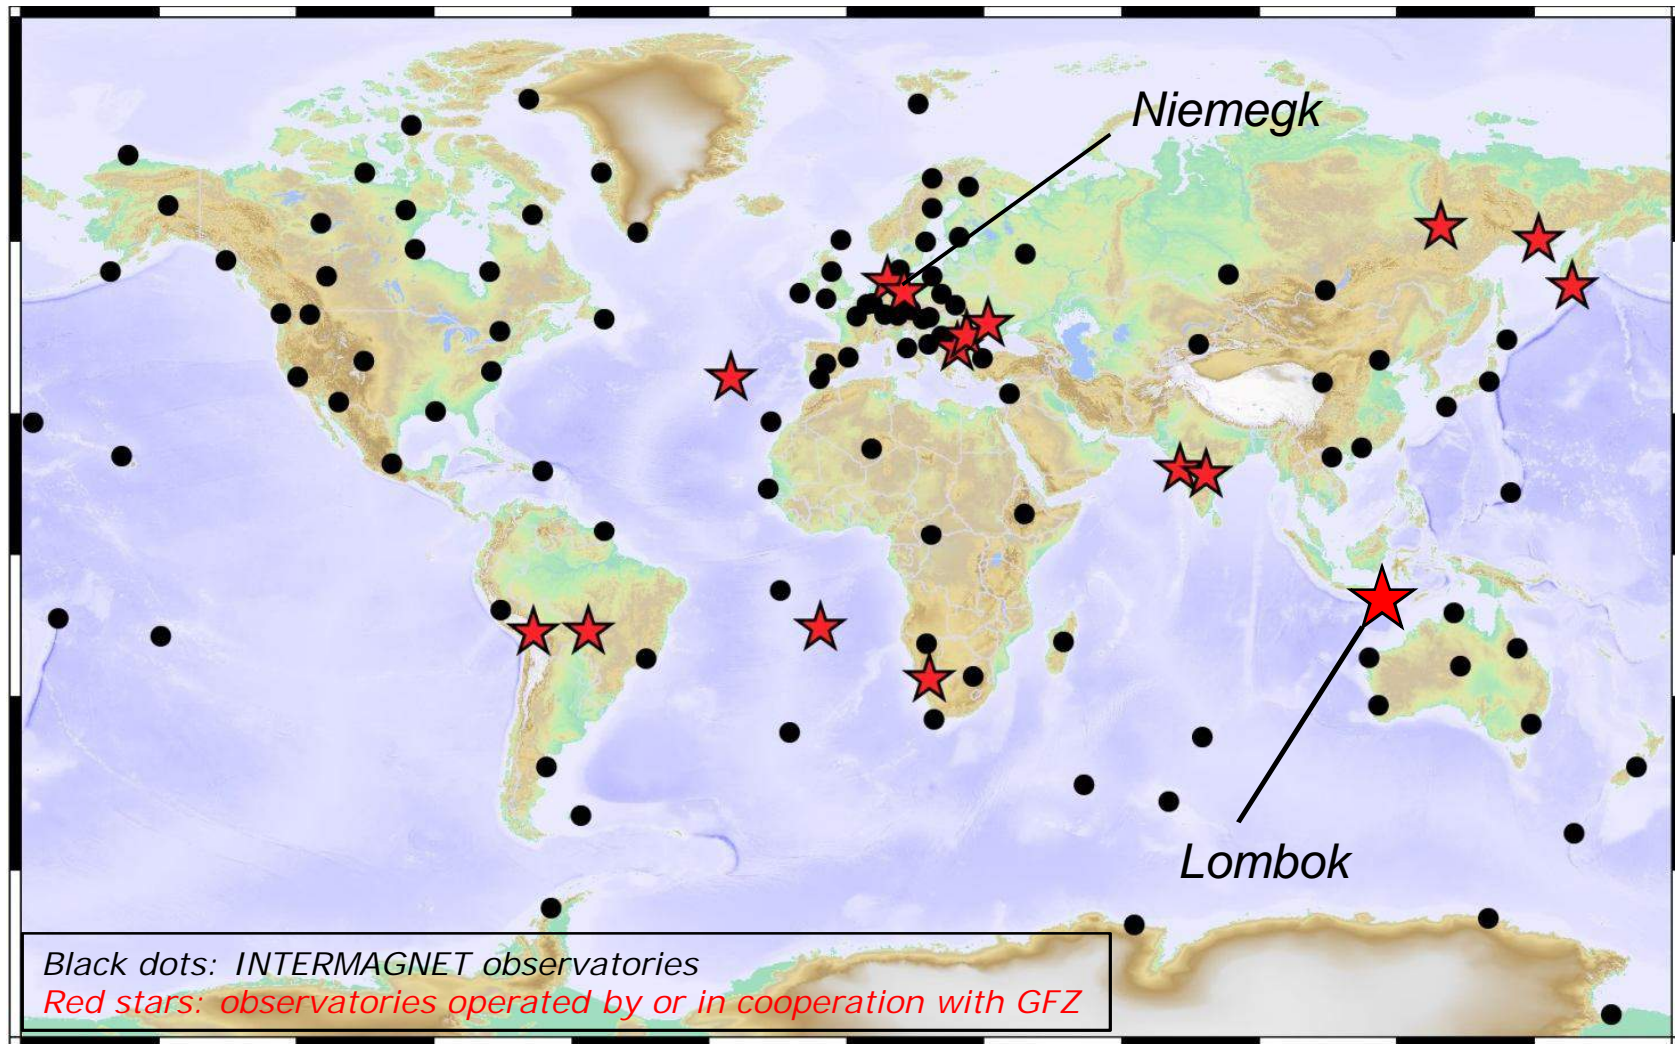 Niemegk
Lombok
Black dots: INTERMAGNET observatories
Red stars: observatories operated by or in cooperation with GFZ